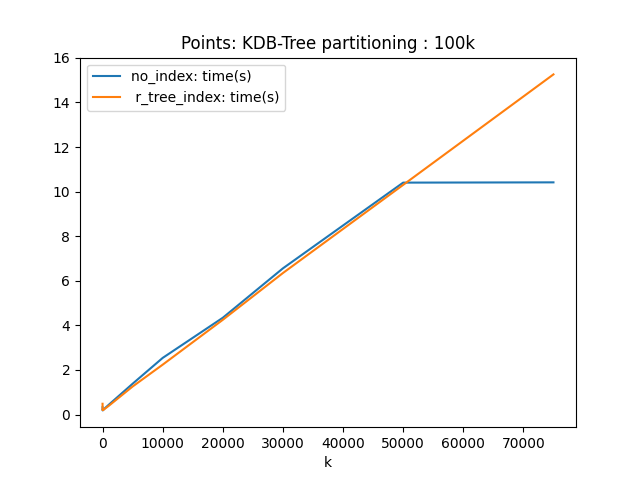 Points: KDB-Tree partitioning : 100k
no_index: time(s)
r_tree_index: time(s)
16
14
12
10
8
6
4
2
0
0 10000 20000 30000 40000 50000 60000 70000
k